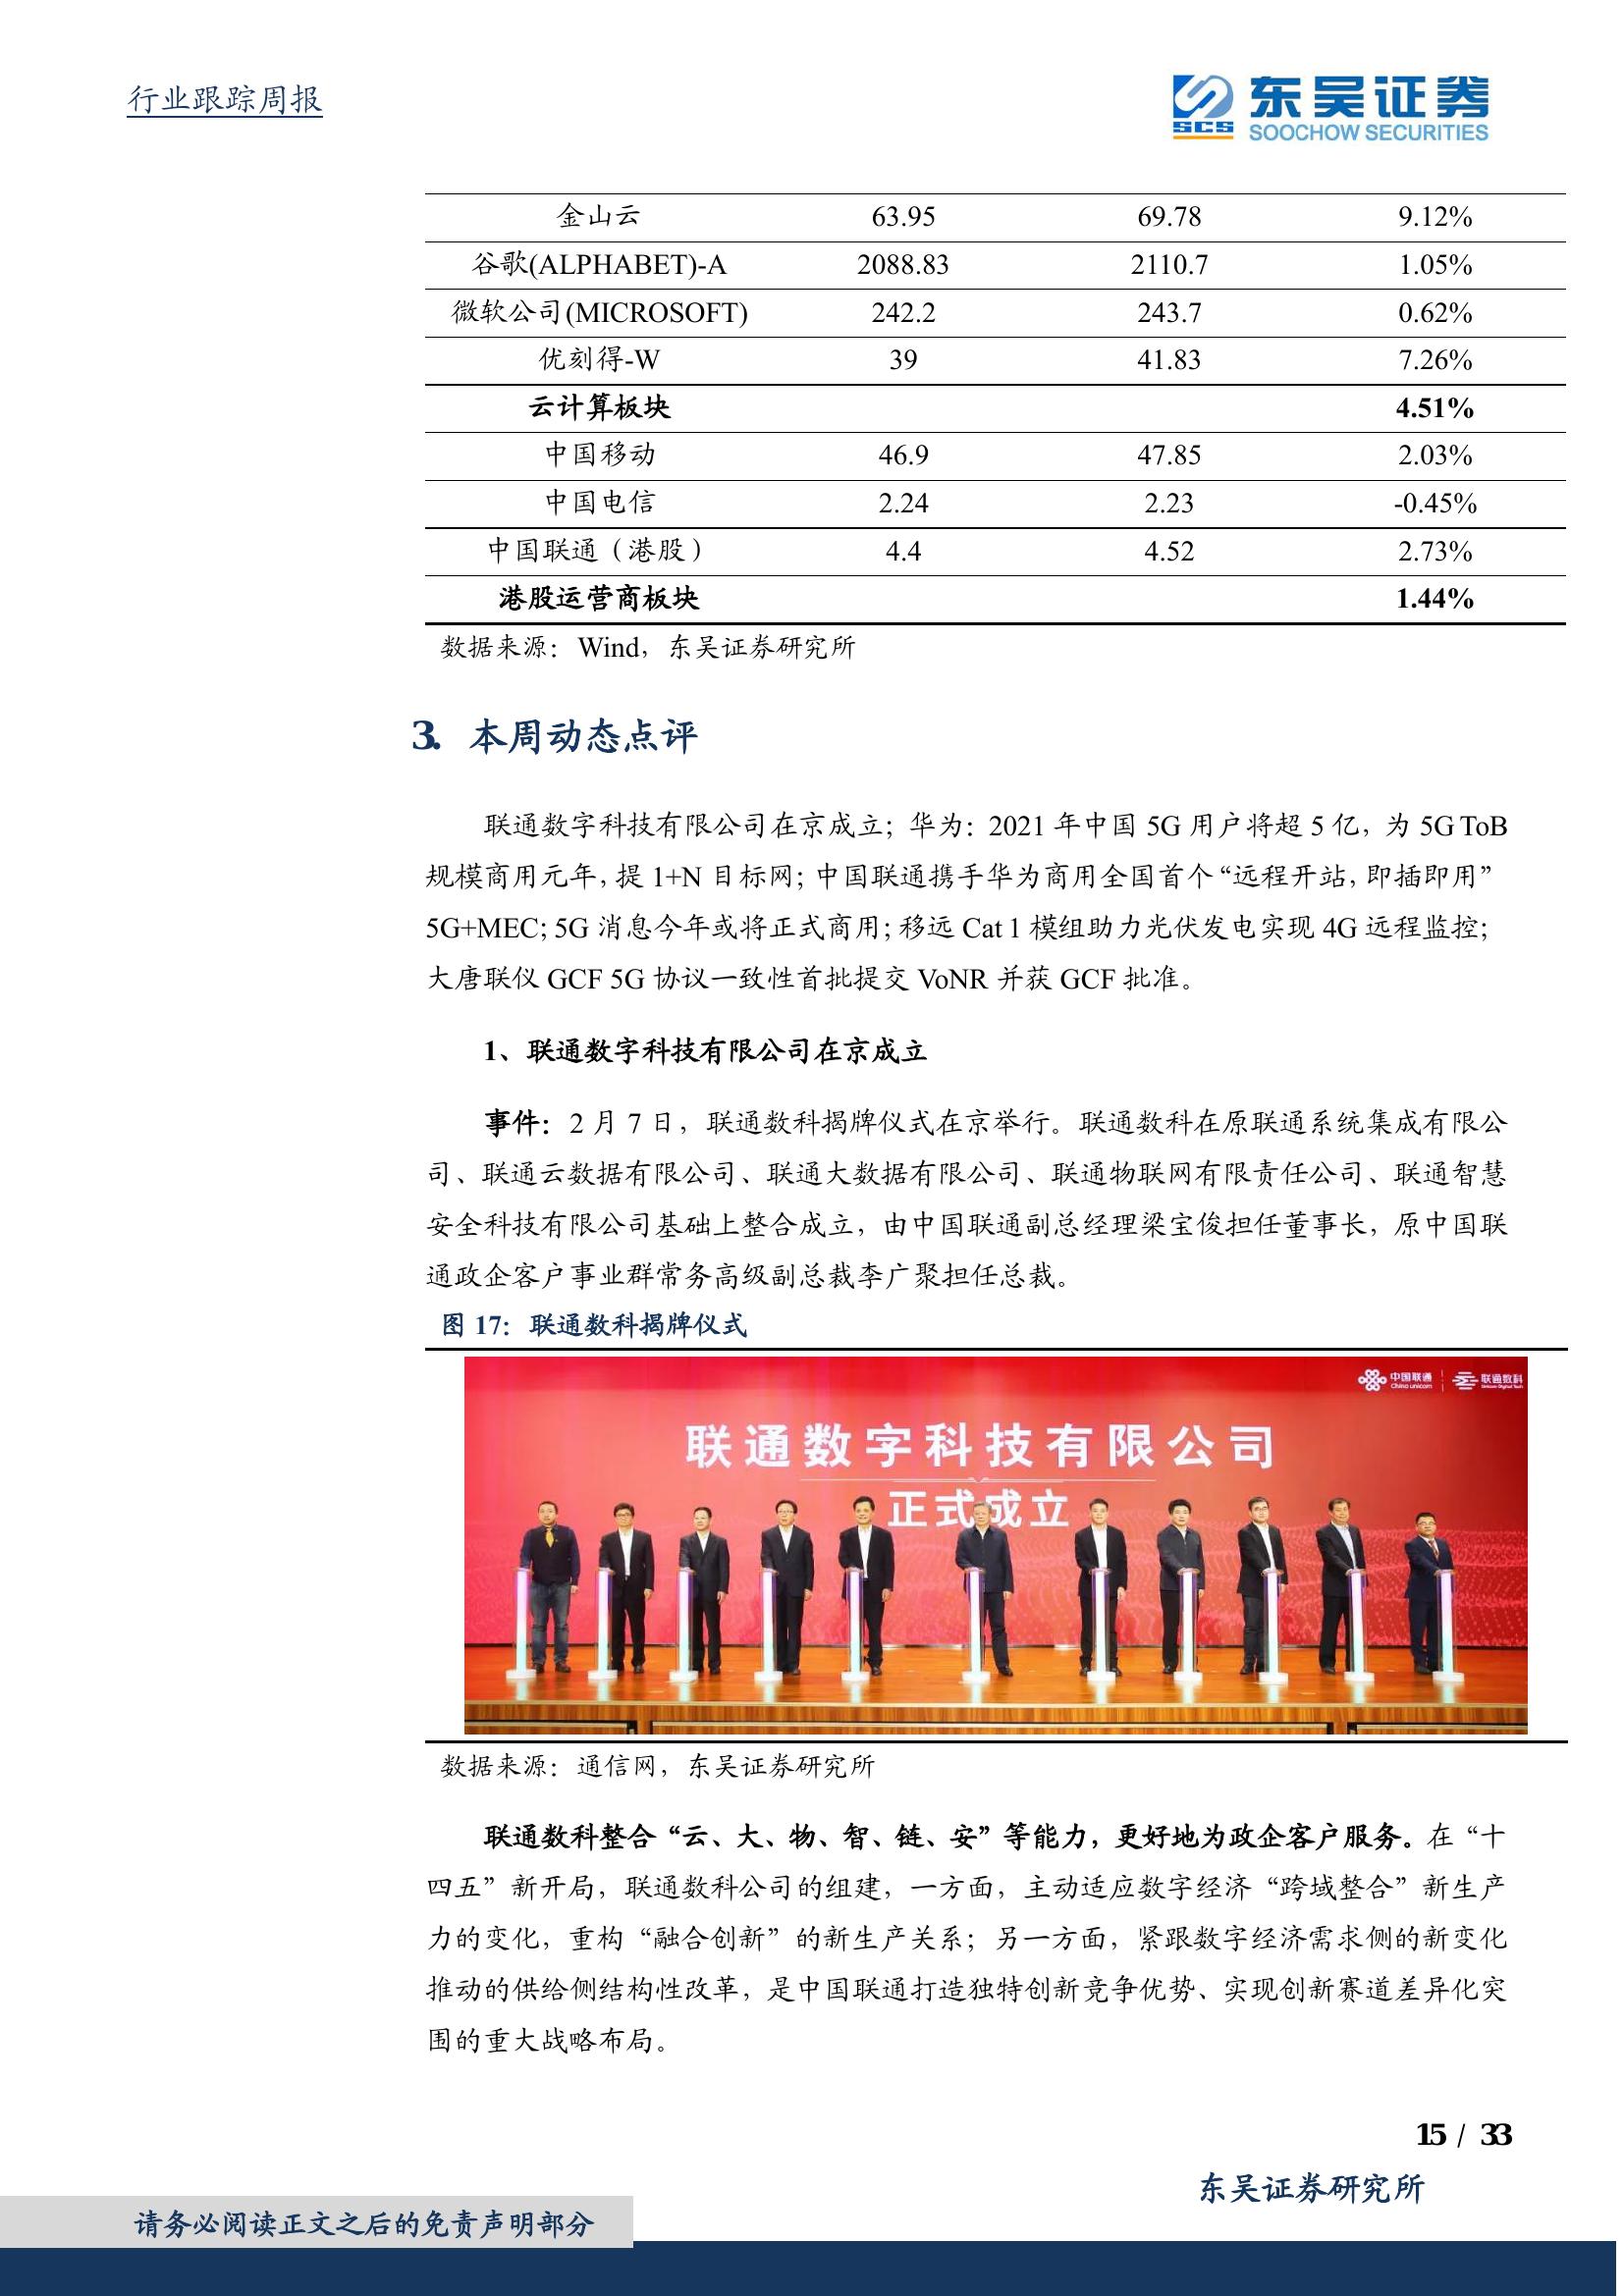 行业跟踪周报
SCS
东吴证券
SOOCHOW SECURITIES
金山云 63.95 69.78 9.12%
谷歌(ALPHABET)-A 2088.83 2110.7 1.05%
微软公司(MICROSOFT) 242.2 243.7 0.62%
优刻得-W 39 41.83 7.26%
云计算板块 4.51%
中国移动 46.9 47.85 2.03%
中国电信 2.24 2.23 -0.45%
中国联通（港股） 4.4 4.52 2.73%
港股运营商板块 1.44%
数据来源：Wind，东吴证券研究所
3. 本周动态点评
联通数字科技有限公司在京成立；华为：2021 年中国 5G 用户将超 5 亿，为 5G ToB
规模商用元年，提 1+N 目标网；中国联通携手华为商用全国首个“远程开站，即插即用”
5G+MEC；5G 消息今年或将正式商用；移远 Cat 1 模组助力光伏发电实现 4G 远程监控；
大唐联仪 GCF 5G 协议一致性首批提交 VoNR 并获 GCF 批准。
1、联通数字科技有限公司在京成立
事件：2 月 7 日，联通数科揭牌仪式在京举行。联通数科在原联通系统集成有限公
司、联通云数据有限公司、联通大数据有限公司、联通物联网有限责任公司、联通智慧
安全科技有限公司基础上整合成立，由中国联通副总经理梁宝俊担任董事长，原中国联
通政企客户事业群常务高级副总裁李广聚担任总裁。
图 17：联通数科揭牌仪式
中国联通 联通数科
China unicom
联通数字科技有限公司
正式成立
数据来源：通信网，东吴证券研究所
联通数科整合“云、大、物、智、链、安”等能力，更好地为政企客户服务。在“十
四五”新开局，联通数科公司的组建，一方面，主动适应数字经济“跨域整合”新生产
力的变化，重构“融合创新”的新生产关系；另一方面，紧跟数字经济需求侧的新变化
推动的供给侧结构性改革，是中国联通打造独特创新竞争优势、实现创新赛道差异化突
围的重大战略布局。
15 / 33
东吴证券研究所
请务必阅读正文之后的免责声明部分